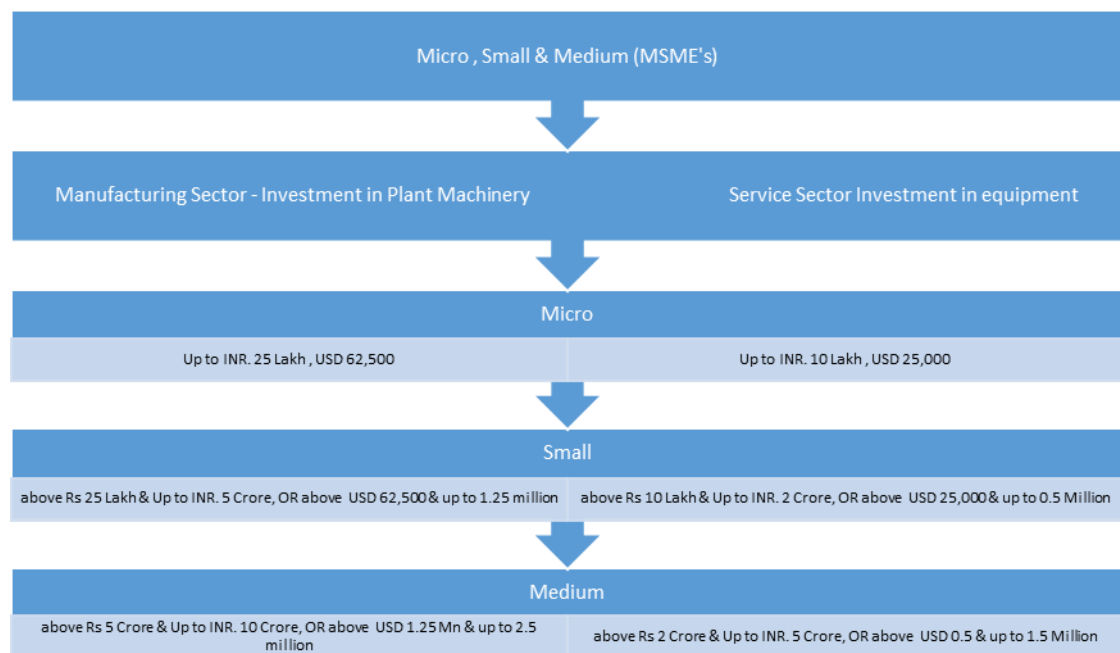 Micro , Small & Medium (MSME's)
Manufacturing Sector - Investment in Plant Machinery
Service Sector Investment in equipment
Micro
Up to INR. 25 Lakh , USD 62,500
Up to INR. 10 Lakh , USD 25,000
Small
above Rs 25 Lakh & Up to INR. 5 Crore, OR above USD 62,500 & up to 1.25 million
above Rs 10 Lakh & Up to INR. 2 Crore, OR above USD 25,000 & up to 0.5 Million
Medium
above Rs 5 Crore & Up to INR. 10 Crore, OR above USD 1.25 Mn & up to 2.5
million
above Rs 2 Crore & Up to INR. 5 Crore, OR above USD 0.5 & up to 1.5 Million